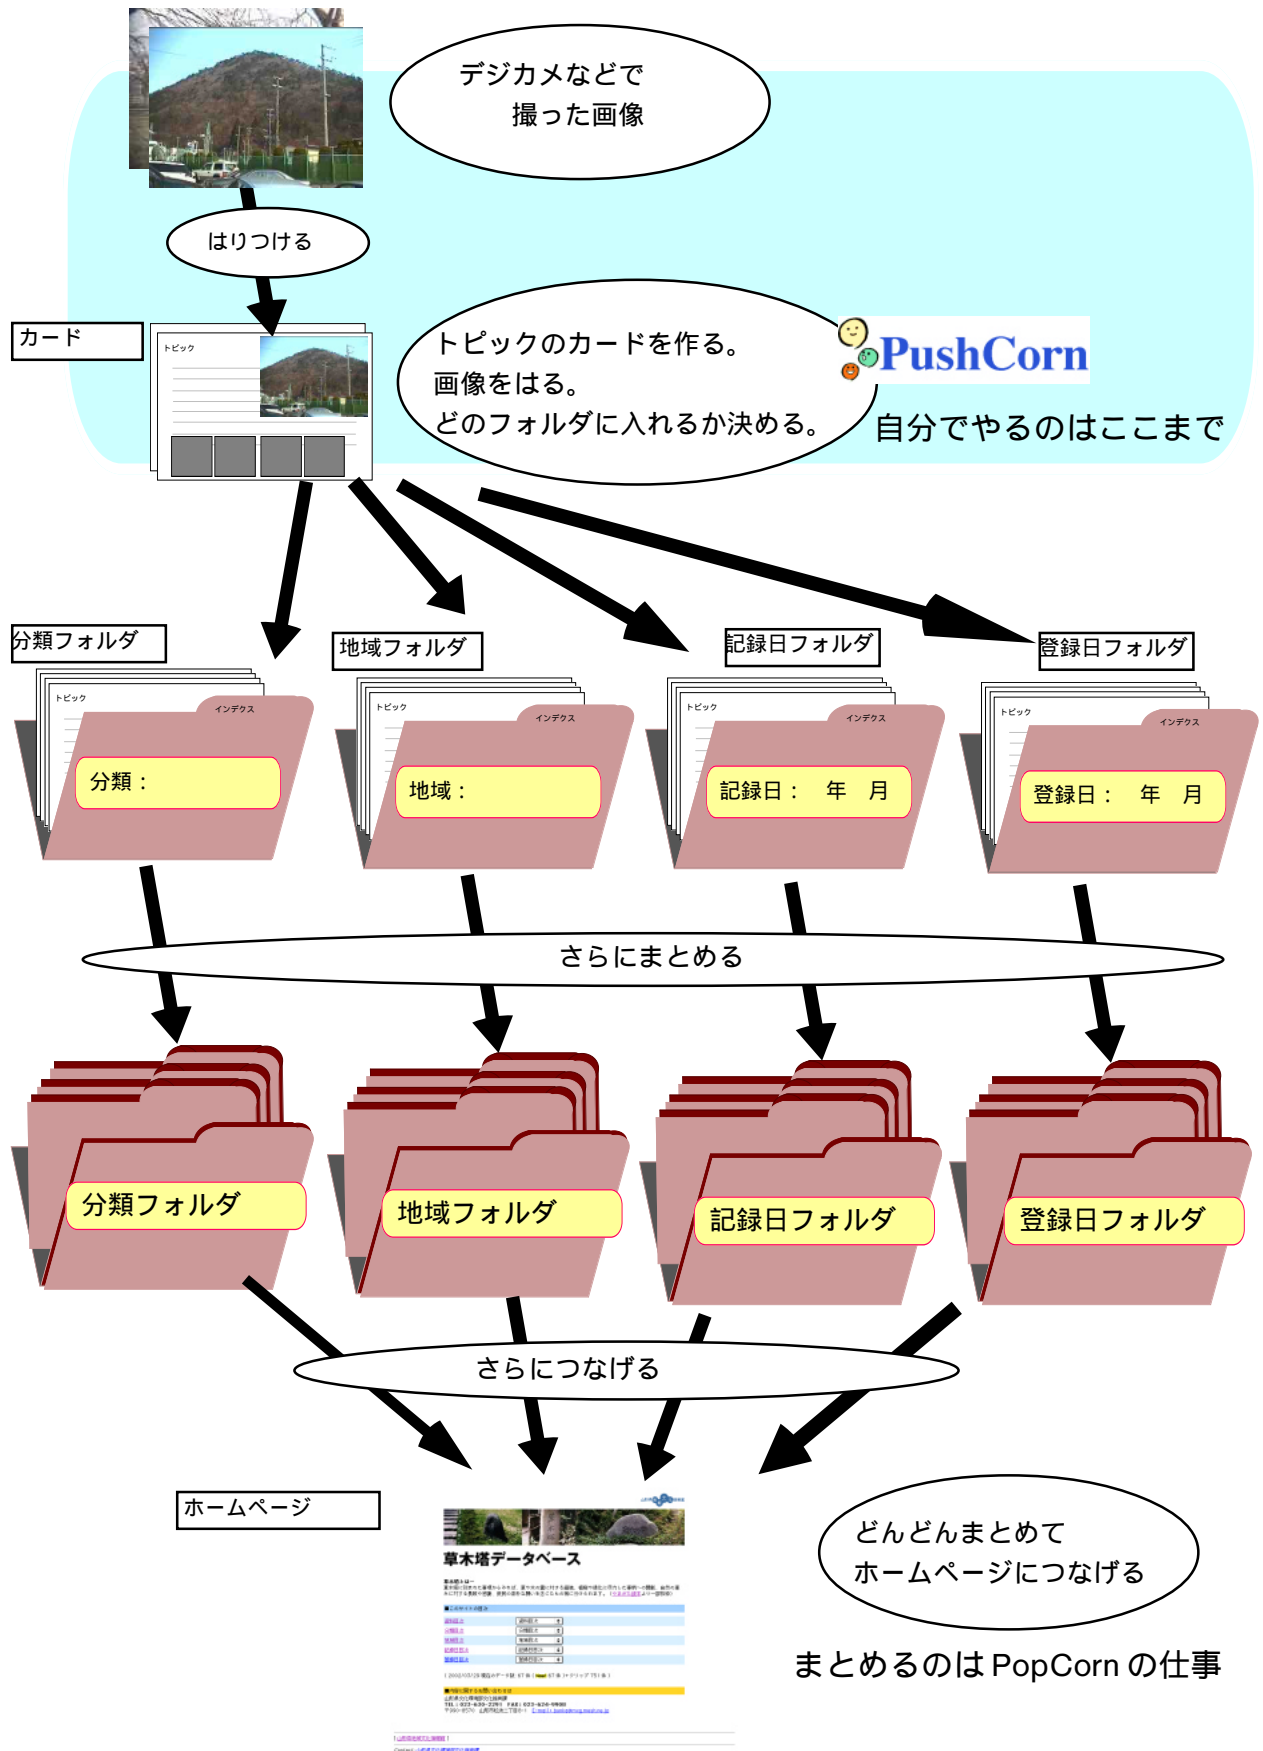 デジカメなどで
撮った画像
はりつける
カード
トピック
トピックのカードを作る。
画像をはる。
どのフォルダに入れるか決める。
PushCorn
自分でやるのはここまで
分類フォルダ
地域フォルダ
記録日フォルダ
登録日フォルダ
トピック
インデクス
分類：
トピック
インデクス
地域：
トピック
インデクス
記録日： 年 月
トピック
インデクス
登録日： 年 月
さらにまとめる
分類フォルダ
地域フォルダ
記録日フォルダ
登録日フォルダ
さらにつなげる
ホームページ
草木塔データベース
どんどんまとめて
ホームページにつなげる
まとめるのは PopCorn の仕事